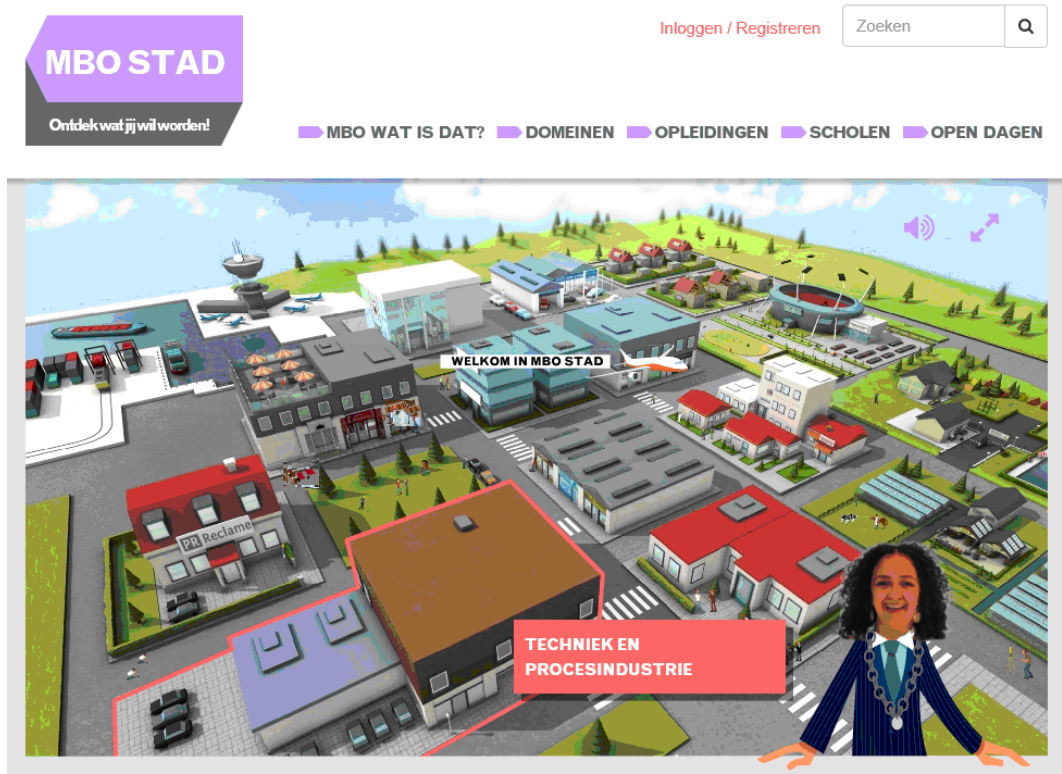 MBO STAD
Ontdek wat jij wil worden!
Inloggen / Registreren
Zoeken
MBO WAT IS DAT?
DOMEINEN
OPLEIDINGEN
SCHOLEN
OPEN DAGEN
WELKOM IN MBO STAD
PR Reclame
TECHNIEK EN
PROCESINDUSTRIE